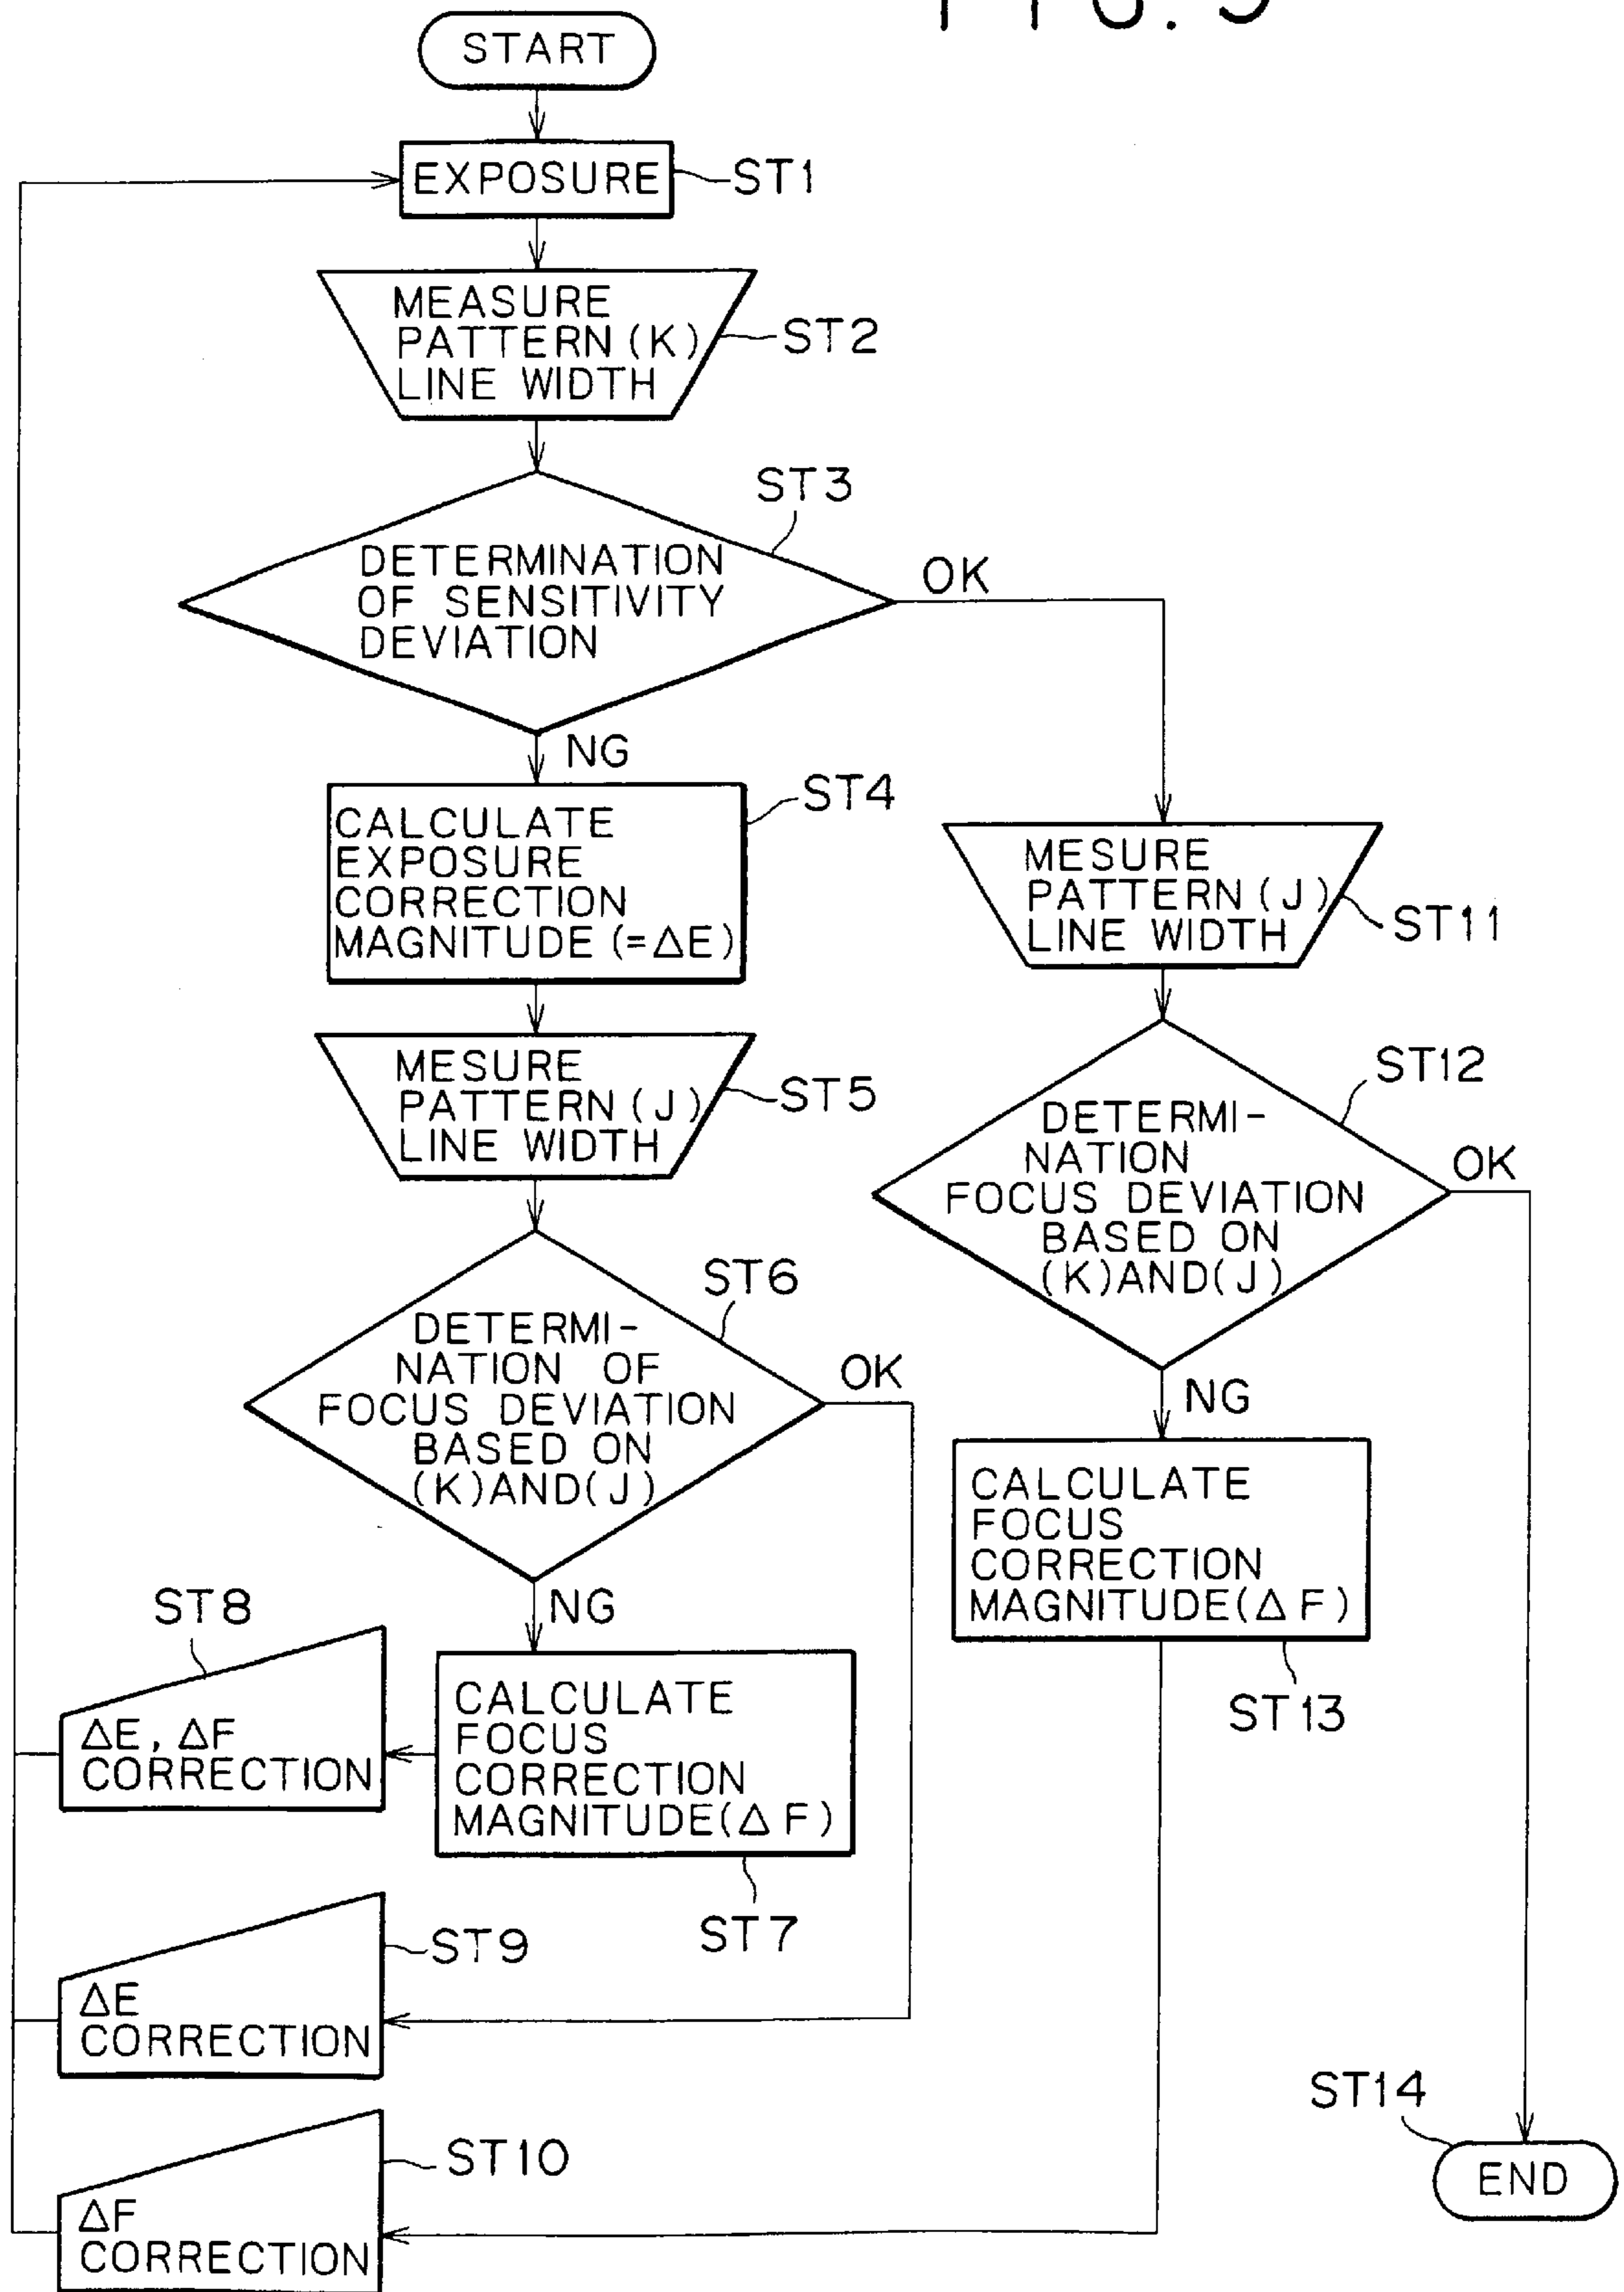 FIG. 9
START
EXPOSURE
ST1
MEASURE
PATTERN (K)
LINE WIDTH
ST2
ST3
DETERMINATION
OF SENSITIVITY
DEVIATION
OK
NG
ST4
CALCULATE
EXPOSURE
CORRECTION
MAGNITUDE (=ΔE)
MESURE
PATTERN (J)
LINE WIDTH
ST11
MESURE
PATTERN (J)
LINE WIDTH
ST5
ST12
DETERMI-
NATION
FOCUS DEVIATION
BASED ON
(K)AND(J)
OK
ST6
DETERMI-
NATION OF
FOCUS DEVIATION
BASED ON
(K)AND(J)
OK
NG
CALCULATE
FOCUS
CORRECTION
MAGNITUDE(ΔF)
ST13
NG
ST8
ΔE, ΔF
CORRECTION
CALCULATE
FOCUS
CORRECTION
MAGNITUDE(ΔF)
ST7
ST9
ΔE
CORRECTION
ST10
ΔF
CORRECTION
ST14
END